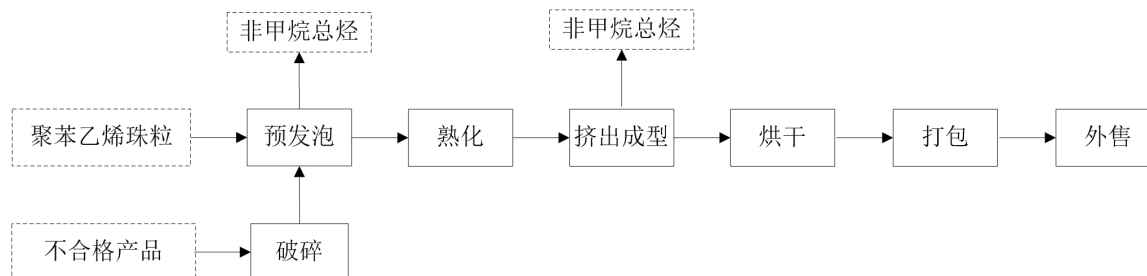 非甲烷总烃
非甲烷总烃
聚苯乙烯珠粒
预发泡
熟化
挤出成型
烘干
打包
外售
不合格产品
破碎